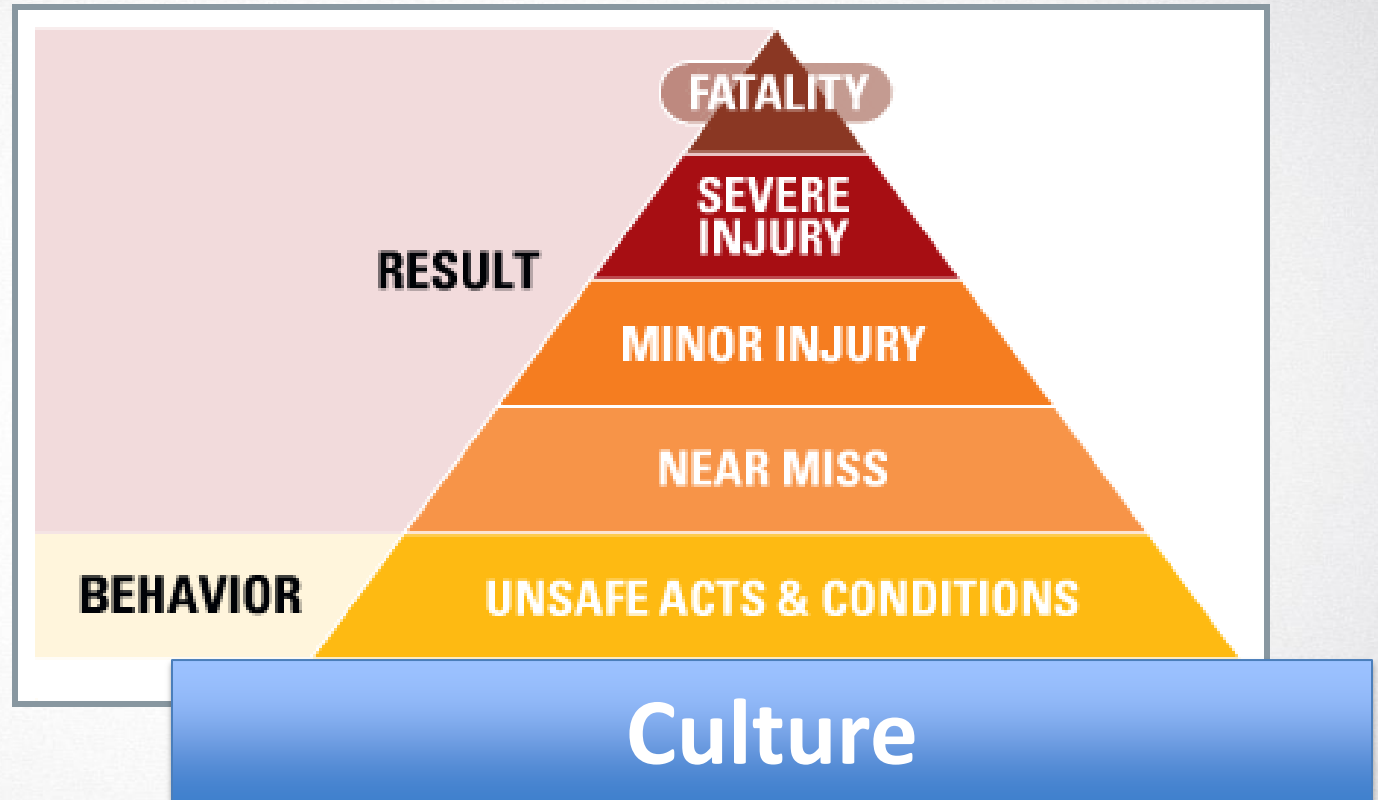 FATALITY
SEVERE
INJURY
RESULT
MINOR INJURY
NEAR MISS
BEHAVIOR
UNSAFE ACTS & CONDITIONS
Culture